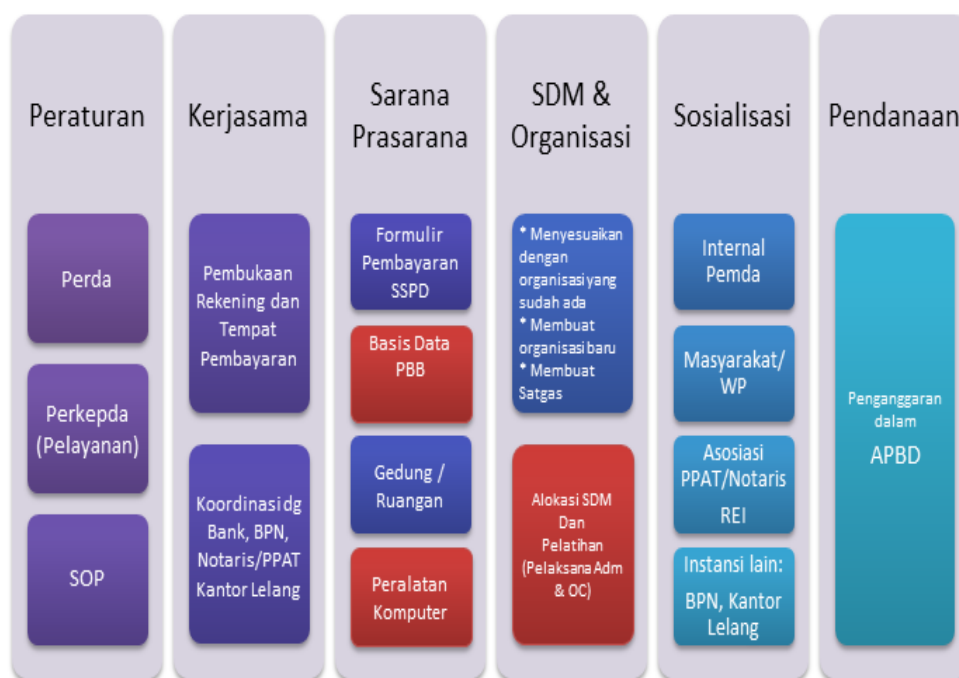 Peraturan
Perda
Perkepda
(Pelayanan)
SOP
Kerjasama
Pembukaan
Rekening dan
Tempat
Pembayaran
Koordinasi dg
Bank, BPN,
Notaris/PPAT
Kantor Lelang
Sarana
Prasarana
Formulir
Pembayaran
SSPD
Basis Data
PBB
Gedung /
Ruangan
Peralatan
Komputer
SDM &
Organisasi
* Menyesuaikan
dengan
organisasi yang
sudah ada
* Membuat
organisasi baru
* Membuat
Satgas
Alokasi SDM
Dan
Pelatihan
(Pelaksana Adm
& OC)
Sosialisasi
Internal
Pemda
Masyarakat/
WP
Asosiasi
PPAT/Notaris
REI
Instansi lain:
BPN, Kantor
Lelang
Pendanaan
Penganggaran
dalam
APBD